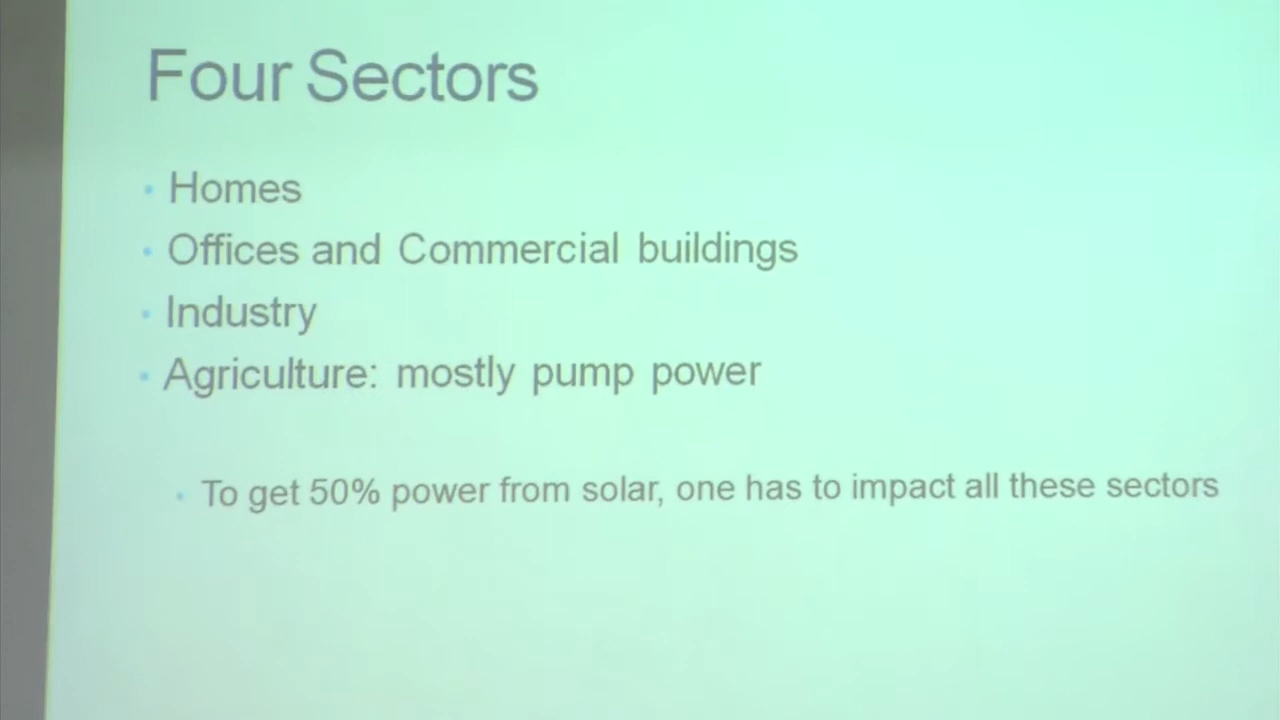 Four Sectors
• Homes
• Offices and Commercial buildings
• Industry
• Agriculture: mostly pump power
• To get 50% power from solar, one has to impact all these sectors